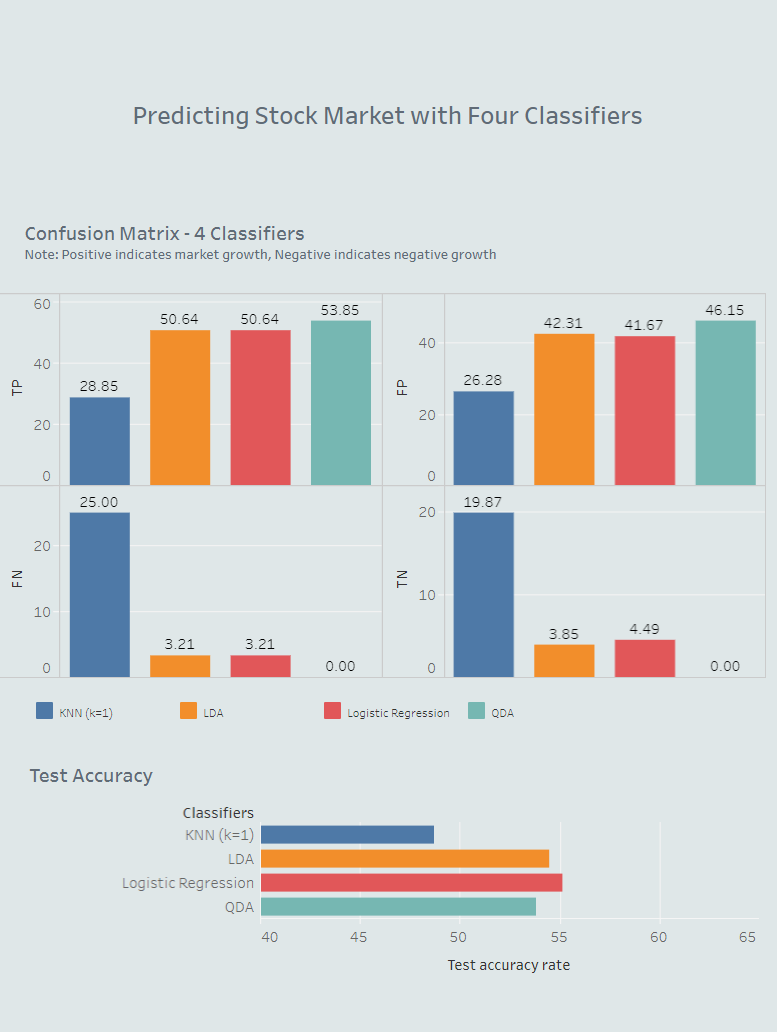 Predicting Stock Market with Four Classifiers
Confusion Matrix - 4 Classifiers
Note: Positive indicates market growth, Negative indicates negative growth
TP
60
40
20
0
28.85
50.64
50.64
53.85
FP
40
20
0
26.28
42.31
41.67
46.15
FN
20
10
0
25.00
3.21
3.21
0.00
TN
20
10
0
19.87
3.85
4.49
0.00
KNN (k=1)
LDA
Logistic Regression
QDA
Test Accuracy
Classifiers
KNN (k=1)
LDA
Logistic Regression
QDA
40 45 50 55 60 65
Test accuracy rate